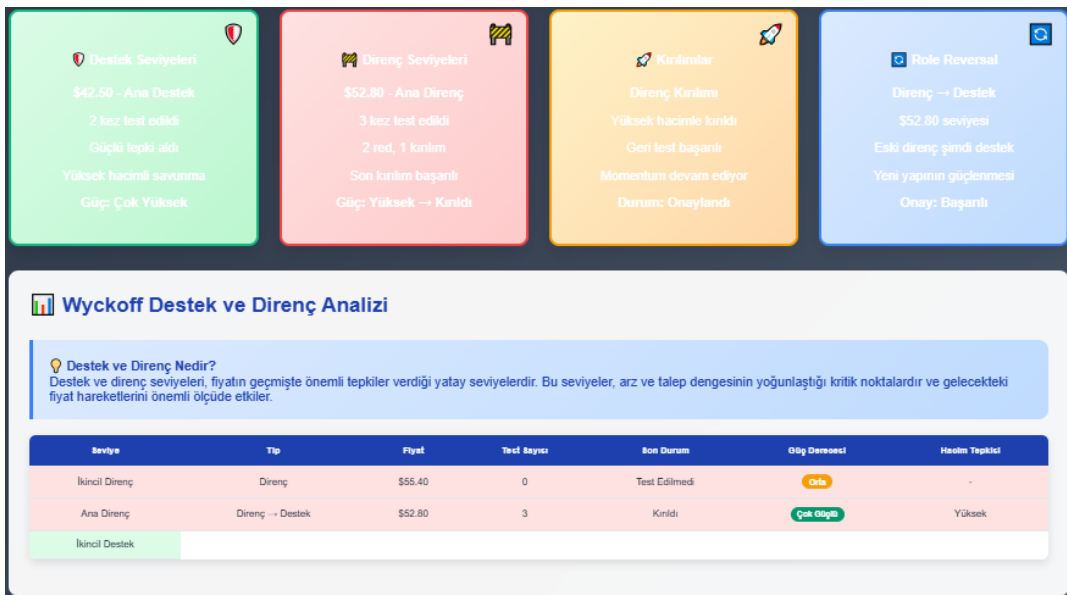 Destek Seviyeleri
$42.50 - Ana Destek
2 kez test edildi
Güçlü tepki aldı
Yüksek hacimli savunma
Güç: Çok Yüksek
Direnç Seviyeleri
$52.80 - Ana Direnç
3 kez test edildi
2 red, 1 kırılım
Son kırılım başarılı
Güç: Yüksek → Kırıldı
Kırılımlar
Direnç Kırılımı
Yüksek hacimle kırıldı
Geri test başarılı
Momentum devam ediyor
Durum: Onaylandı
Role Reversal
Direnç → Destek
$52.80 seviyesi
Eski direnç şimdi destek
Yeni yapının güçlenmesi
Onay: Başarılı
Wyckoff Destek ve Direnç Analizi
Destek ve Direnç Nedir?
Destek ve direnç seviyeleri, fiyatın geçmişte önemli tepkiler verdiği yatay seviyelerdir. Bu seviyeler, arz ve talep dengesinin yoğunlaştığı kritik noktalardır ve gelecekteki
fiyat hareketlerini önemli ölçüde etkiler.
Seviye Tip Fiyat Test Sayısı Son Durum Güç Derecesi Hacim Tepkisi
İkincil Direnç Direnç $55.40 0 Test Edilmedi Orta -
Ana Direnç Direnç → Destek $52.80 3 Kırıldı Çok Güçlü Yüksek
İkincil Destek